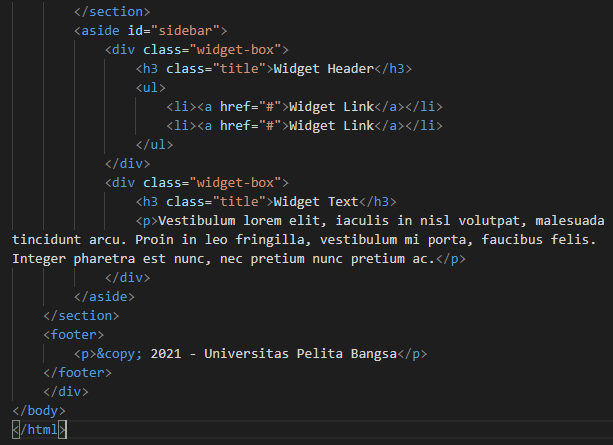 </section>
<aside id="sidebar">
<div class="widget-box">
<h3 class="title">Widget Header</h3>
<ul>
<li><a href="#">Widget Link</a></li>
<li><a href="#">Widget Link</a></li>
</ul>
</div>
<div class="widget-box">
<h3 class="title">Widget Text</h3>
<p>Vestibulum lorem elit, iaculis in nisl volutpat, malesuada
tincidunt arcu. Proin in leo fringilla, vestibulum mi porta, faucibus felis.
Integer pharetra est nunc, nec pretium nunc pretium ac.</p>
</div>
</aside>
</section>
<footer>
<p>&copy; 2021 - Universitas Pelita Bangsa</p>
</footer>
</div>
</body>
</html>